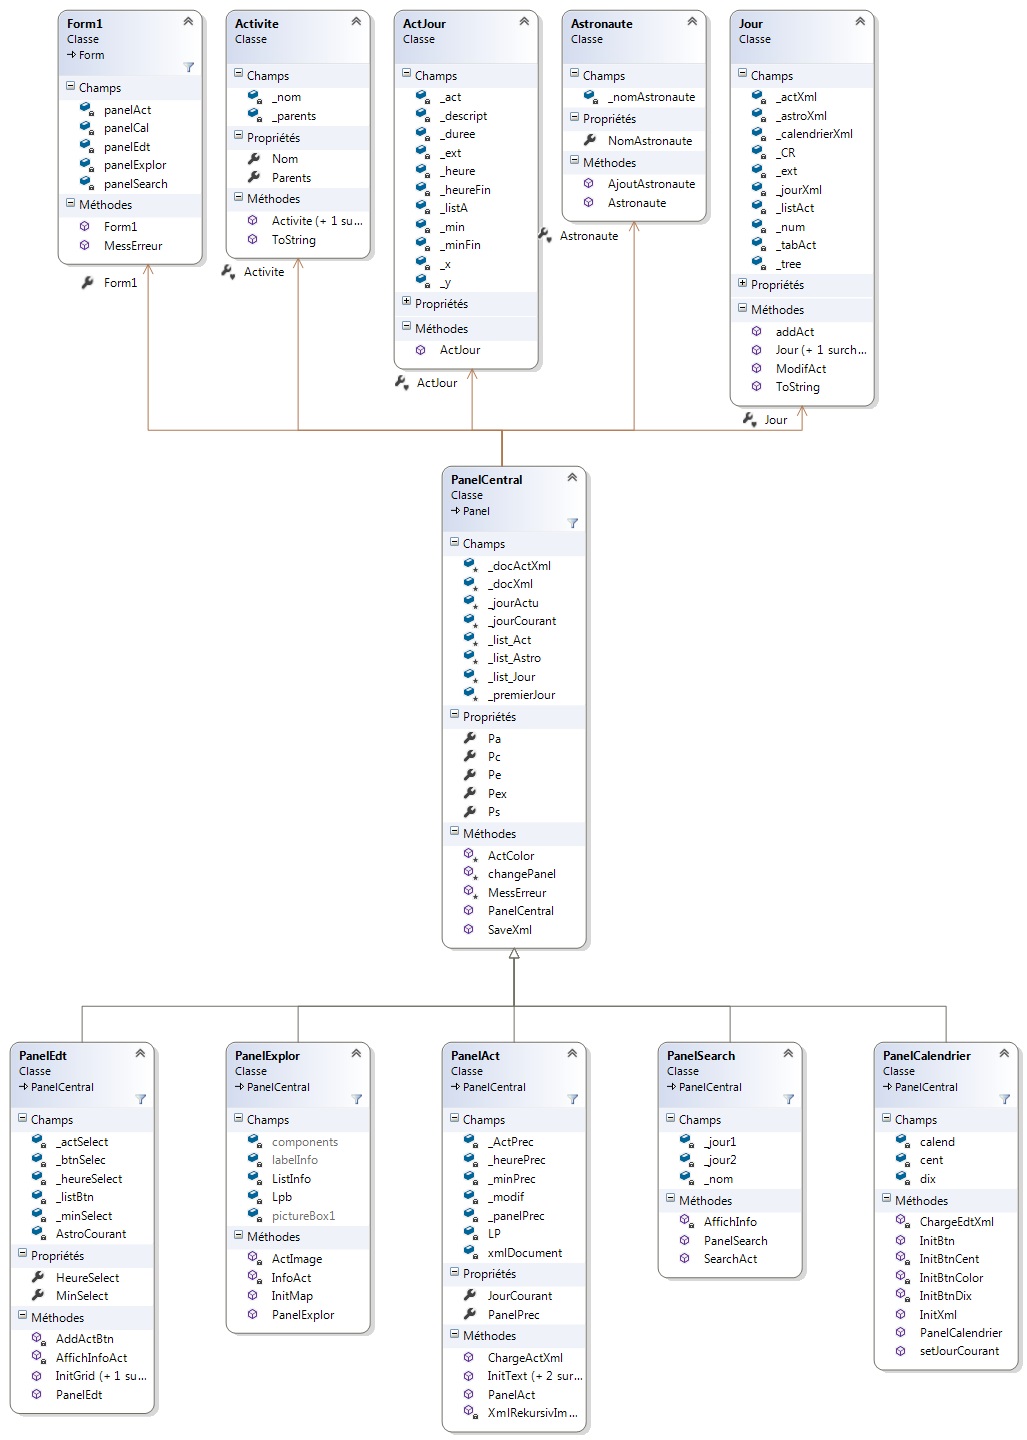 Form1
Classe
Form
Champs
panelAct
panelCal
panelEdt
panelExplor
panelSearch
Méthodes
Form1
MessErreur
Form1
Activite
Classe
Champs
_nom
_parents
Propriétés
Nom
Parents
Méthodes
Activite (+ 1 su...
ToString
Activite
ActJour
Classe
Champs
_act
_descript
_duree
_ext
_heure
_heureFin
_listA
_min
_minFin
_x
_y
Propriétés
Méthodes
ActJour
ActJour
Astronaute
Classe
Champs
_nomAstronaute
Propriétés
NomAstronaute
Méthodes
AjoutAstronaute
Astronaute
Astronaute
Jour
Classe
Champs
_actXml
_astroXml
_calendrierXml
_CR
_ext
_jourXml
_listAct
_num
_tabAct
_tree
Propriétés
Méthodes
addAct
Jour (+ 1 surch...
ModifAct
ToString
Jour
PanelCentral
Classe
Panel
Champs
_docActXml
_docXml
_jourActu
_jourCourant
_list_Act
_list_Astro
_list_Jour
_premierJour
Propriétés
Pa
Pc
Pe
Pex
Ps
Méthodes
ActColor
changePanel
MessErreur
PanelCentral
SaveXml
PanelEdt
Classe
PanelCentral
Champs
_actSelect
_btnSelec
_heureSelect
_listBtn
_minSelect
AstroCourant
Propriétés
HeureSelect
MinSelect
Méthodes
AddActBtn
AffichInfoAct
InitGrid (+ 1 su...
PanelEdt
PanelExplor
Classe
PanelCentral
Champs
components
labelInfo
ListInfo
Lpb
pictureBox1
Méthodes
ActImage
InfoAct
InitMap
PanelExplor
PanelAct
Classe
PanelCentral
Champs
_ActPrec
_heurePrec
_minPrec
_modif
_panelPrec
LP
xmlDocument
Propriétés
JourCourant
PanelPrec
Méthodes
ChargeActXml
InitText (+ 2 sur...
PanelAct
XmlRekursivIm...
PanelSearch
Classe
PanelCentral
Champs
_jour1
_jour2
_nom
Méthodes
AffichInfo
PanelSearch
SearchAct
PanelCalendrier
Classe
PanelCentral
Champs
calend
cent
dix
Méthodes
ChargeEdtXml
InitBtn
InitBtnCent
InitBtnColor
InitBtnDix
InitXml
PanelCalendrier
setJourCourant